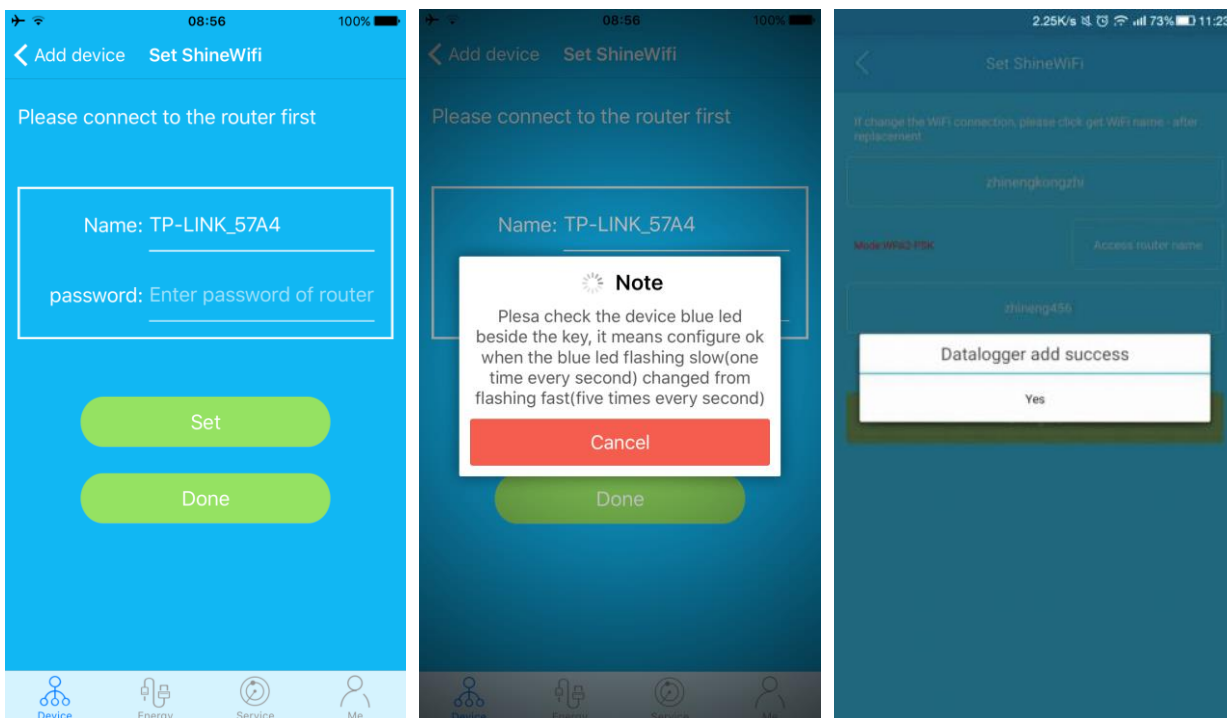 08:56
100%
Add device Set ShineWifi
Please connect to the router first
Name: TP-LINK_57A4
password: Enter password of router
Set
Done
Device Energy Service Me
08:56
100%
Add device Set ShineWifi
Please connect to the router first
Name: TP-LINK_57A4
Note
Plesa check the device blue led
beside the key, it means configure ok
when the blue led flashing slow(one
time every second) changed from
flashing fast(five times every second)
Cancel
Done
Device Energy Service Me
2.25K/s 73% 11:23
Set ShineWiFi
If change the WiFi connection, please click get WiFi name - after
replacement
zhinengkongzhi
Mode:WPA2-PSK Access router name
zhineng456
Datalogger add success
Yes